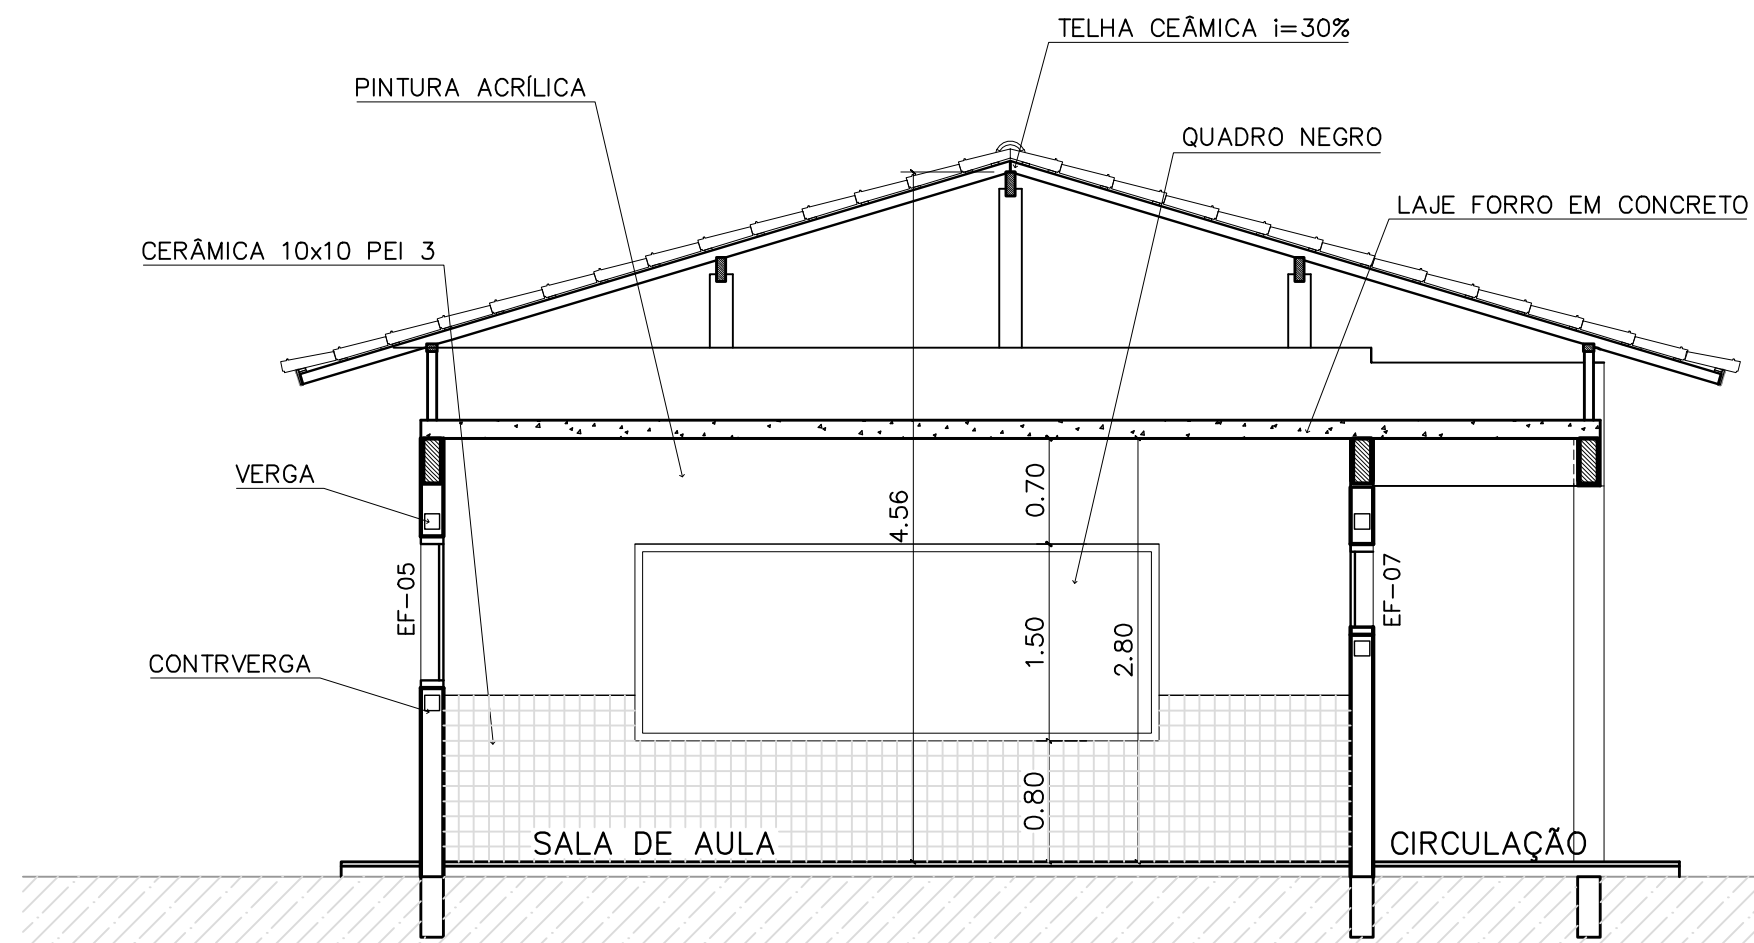 TELHA CEÂMICA i=30%
PINTURA ACRÍLICA
QUADRO NEGRO
LAJE FORRO EM CONCRETO
CERÂMICA 10x10 PEI 3
VERGA
0.70
4.56
EF-05
EF-07
1.50
2.80
CONTRVERGA
0.80
SALA DE AULA
CIRCULAÇÃO